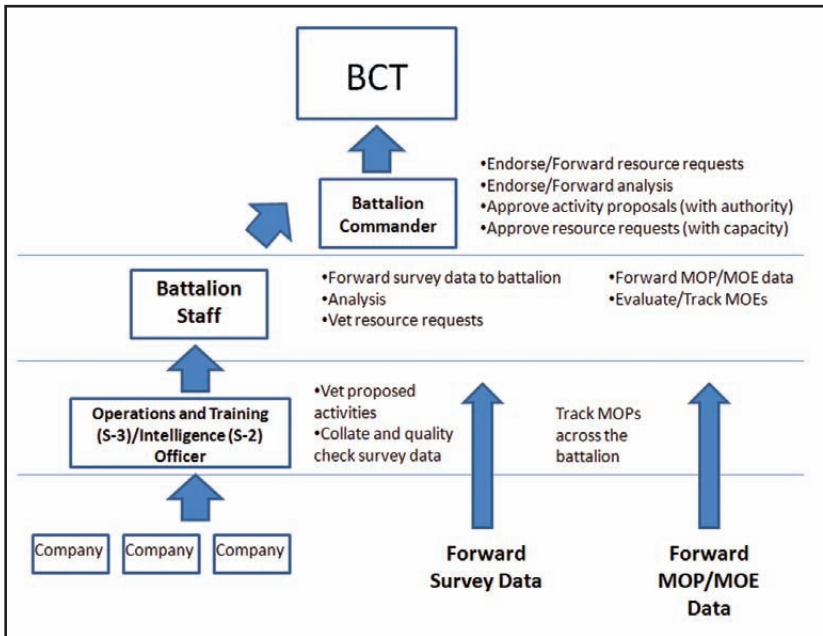 BCT
Battalion
Commander
•Endorse/Forward resource requests
•Endorse/Forward analysis
•Approve activity proposals (with authority)
•Approve resource requests (with capacity)
Battalion
Staff
•Forward survey data to battalion
•Analysis
•Vet resource requests
•Forward MOP/MOE data
•Evaluate/Track MOEs
Operations and Training
(S-3)/Intelligence (S-2)
Officer
•Vet proposed
activities
•Collate and quality
check survey data
Track MOPs
across the
battalion
Company
Company
Company
Forward
Survey Data
Forward
MOP/MOE
Data